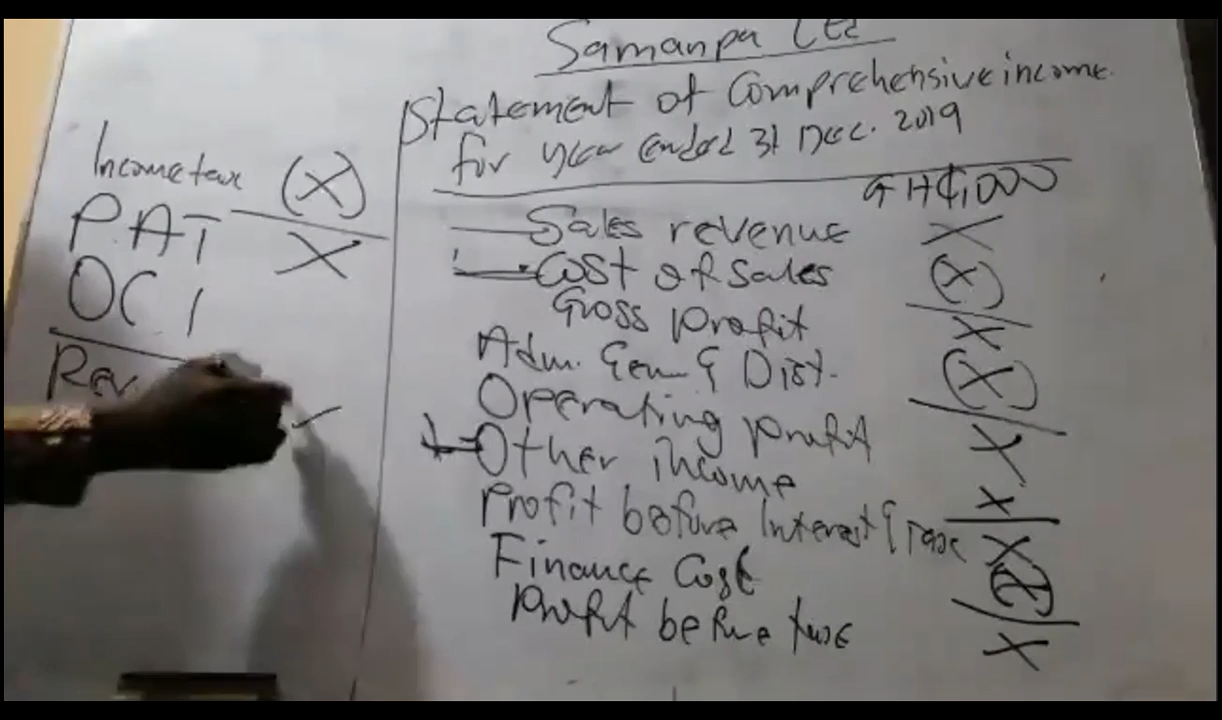 Samanpa Ltd
Statement of Comprehensive income
for year ended 31 Dec. 2019
GH₵,000
Sales revenue X
Cost of sales (X)
Gross profit X
Adm. Gen & Dist. (X)
Operating profit X
Other income X
Profit before Interest & Tax X
Finance Cost (X)
Profit before tax X
Income tax (X)
P.A.T X
OCI
Rev